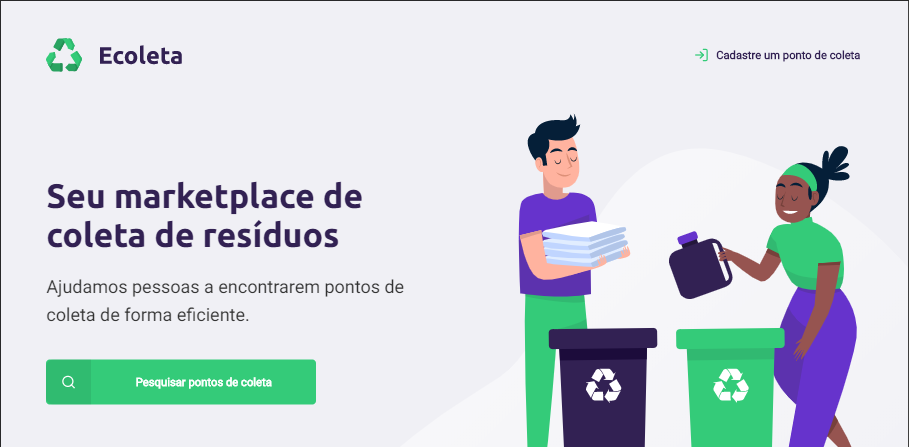 Ecoleta
Cadastre um ponto de coleta
Seu marketplace de
coleta de resíduos
Ajudamos pessoas a encontrarem pontos de
coleta de forma eficiente.
Pesquisar pontos de coleta